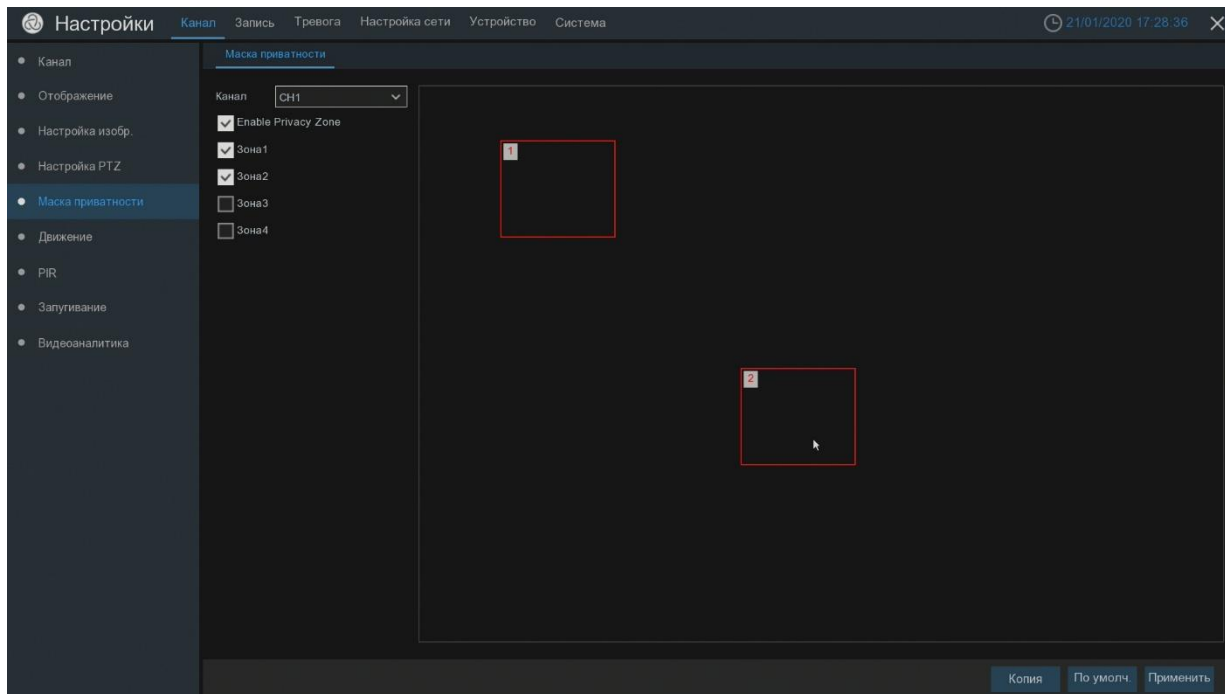 Настройки Канал Запись Тревога Настройка сети Устройство Система 21/01/2020 17:28:36
Канал
Отображение
Настройка изобр.
Настройка PTZ
Маска приватности
Движение
PIR
Запугивание
Видеоаналитика
Маска приватности
Канал CH1
Enable Privacy Zone
Зона1
Зона2
Зона3
Зона4
1
2
Копия По умолч. Применить